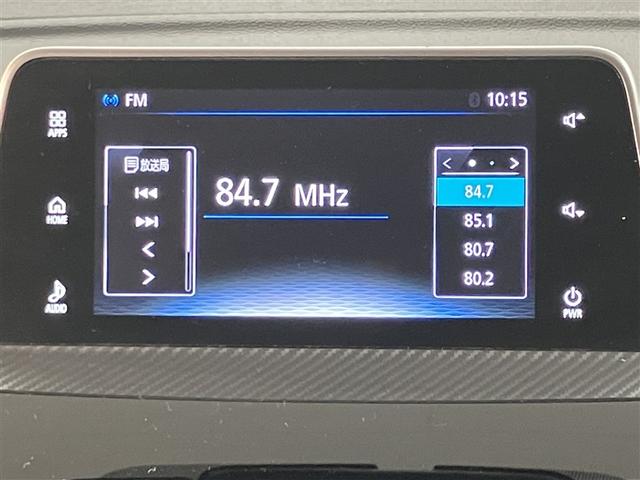 FM
10:15
APPS
HOME
AUDIO
放送局
84.7 MHz
84.7
85.1
80.7
80.2
PWR